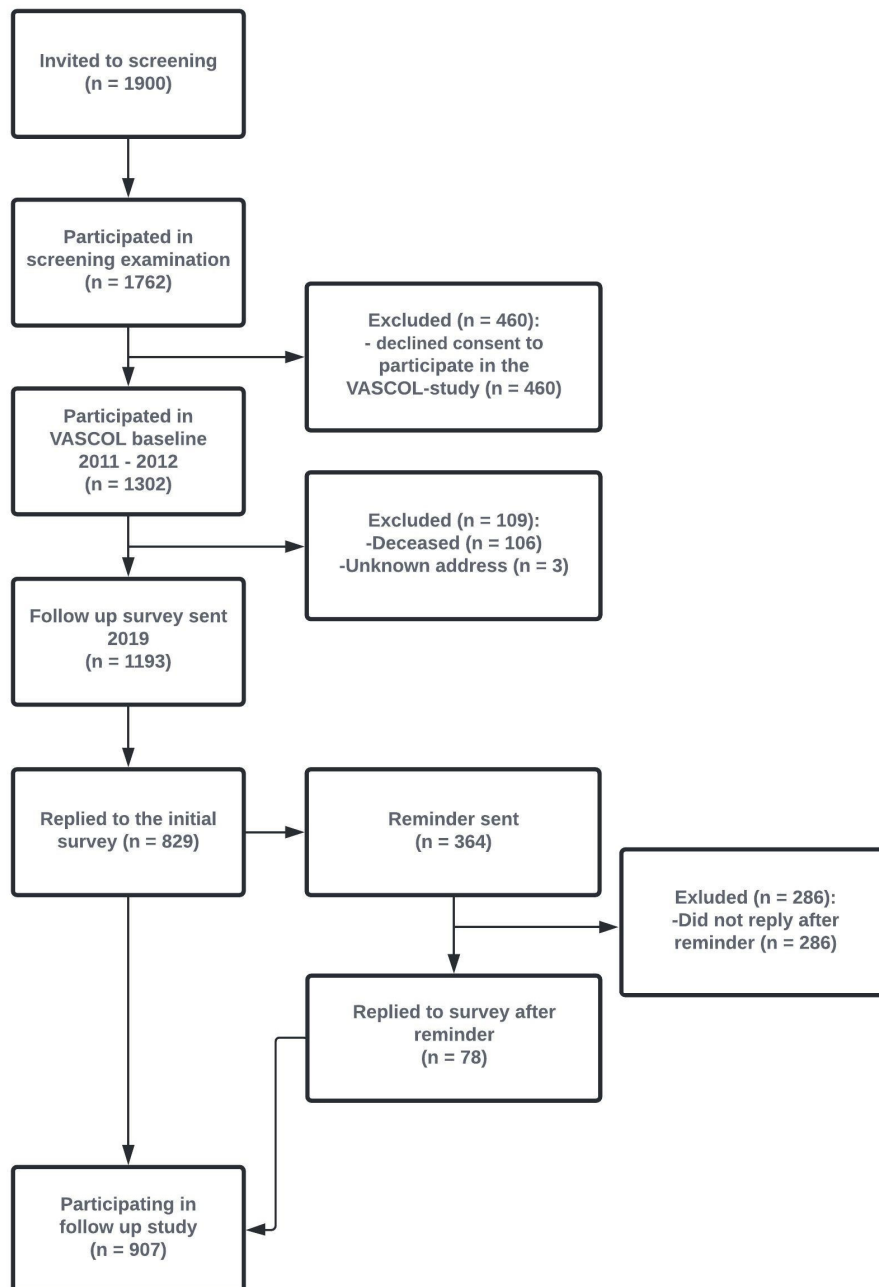 Invited to screening
(n = 1900)
Participated in
screening examination
(n = 1762)
Excluded (n = 460):
- declined consent to
participate in the
VASCOL-study (n = 460)
Participated in
VASCOL baseline
2011 - 2012
(n = 1302)
Excluded (n = 109):
-Deceased (n = 106)
-Unknown address (n = 3)
Follow up survey sent
2019
(n = 1193)
Replied to the initial
survey (n = 829)
Reminder sent
(n = 364)
Exluded (n = 286):
-Did not reply after
reminder (n = 286)
Replied to survey after
reminder
(n = 78)
Participating in
follow up study
(n = 907)